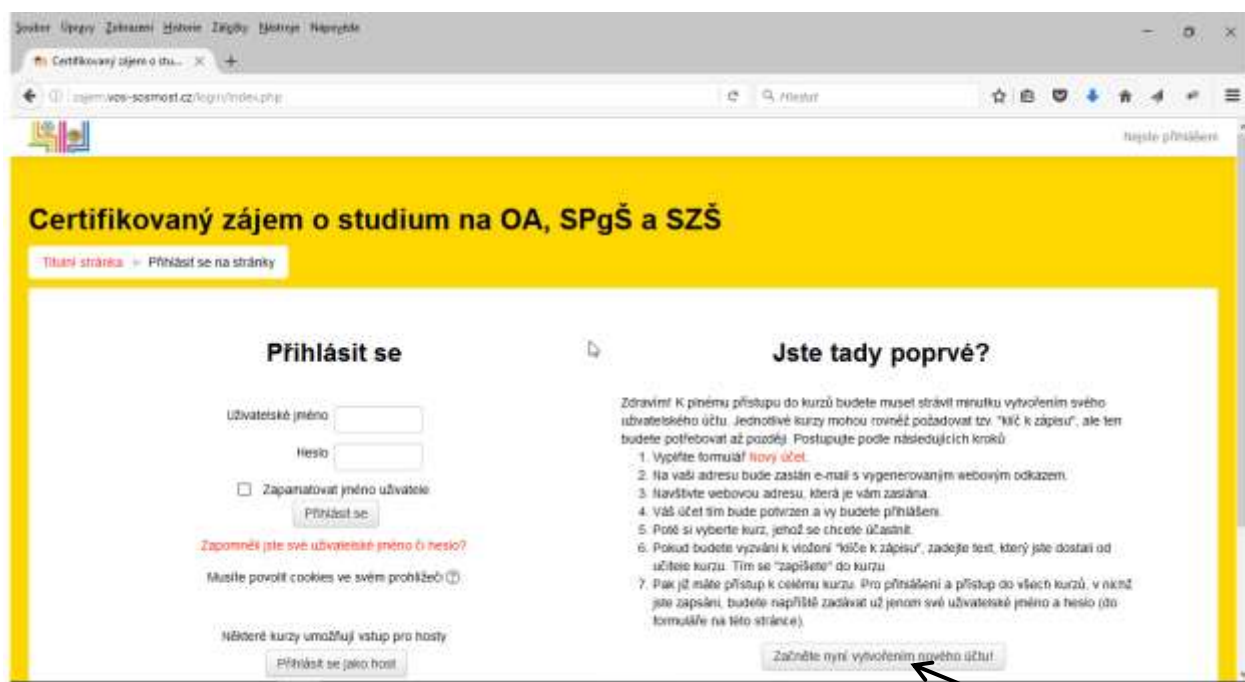 Soubor Úpravy Zobrazení Historie Záložky Nástroje Nápověda
Certifikovaný zájem o stu...
zajem.vos-sosmost.cz/login/index.php
Hledat
Nejste přihlášeni
Certifikovaný zájem o studium na OA, SPgŠ a SZŠ
Titulní stránka ► Přihlásit se na stránky
Přihlásit se
Uživatelské jméno
Heslo
Zapamatovat jméno uživatele
Přihlásit se
Zapomněli jste své uživatelské jméno či heslo?
Musíte povolit cookies ve svém prohlížeči
Některé kurzy umožňují vstup pro hosty
Přihlásit se jako host
Jste tady poprvé?
Zdravím! K plnému přístupu do kurzů budete muset strávit minutku vytvořením svého
uživatelského účtu. Jednotlivé kurzy mohou rovněž požadovat tzv. "klíč k zápisu", ale ten
budete potřebovat až později. Postupujte podle následujících kroků:
1. Vyplňte formulář Nový účet.
2. Na vaši adresu bude zaslán e-mail s vygenerovaným webovým odkazem.
3. Navštivte webovou adresu, která je vám zaslána.
4. Váš účet tím bude potvrzen a vy budete přihlášeni.
5. Poté si vyberte kurz, jehož se chcete účastnit.
6. Pokud budete vyzváni k vložení "klíče k zápisu", zadejte text, který jste dostali od
učitele kurzu. Tím se "zapíšete" do kurzu.
7. Pak již máte přístup k celému kurzu. Pro přihlášení a přístup do všech kurzů, v nichž
jste zapsáni, budete napříště zadávat už jenom své uživatelské jméno a heslo (do
formuláře na této stránce).
Začněte nyní vytvořením nového účtu!